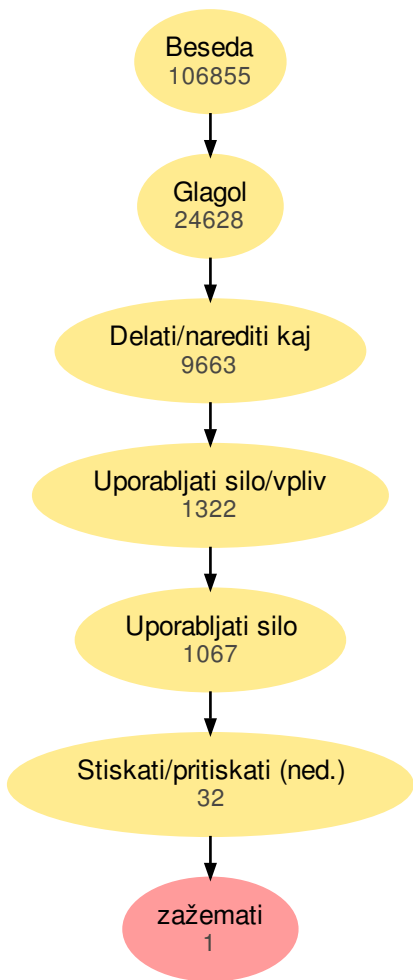 Beseda
106855
Glagol
24628
Delati/narediti kaj
9663
Uporabljati silo/vpliv
1322
Uporabljati silo
1067
Stiskati/pritiskati (ned.)
32
zažemati
1